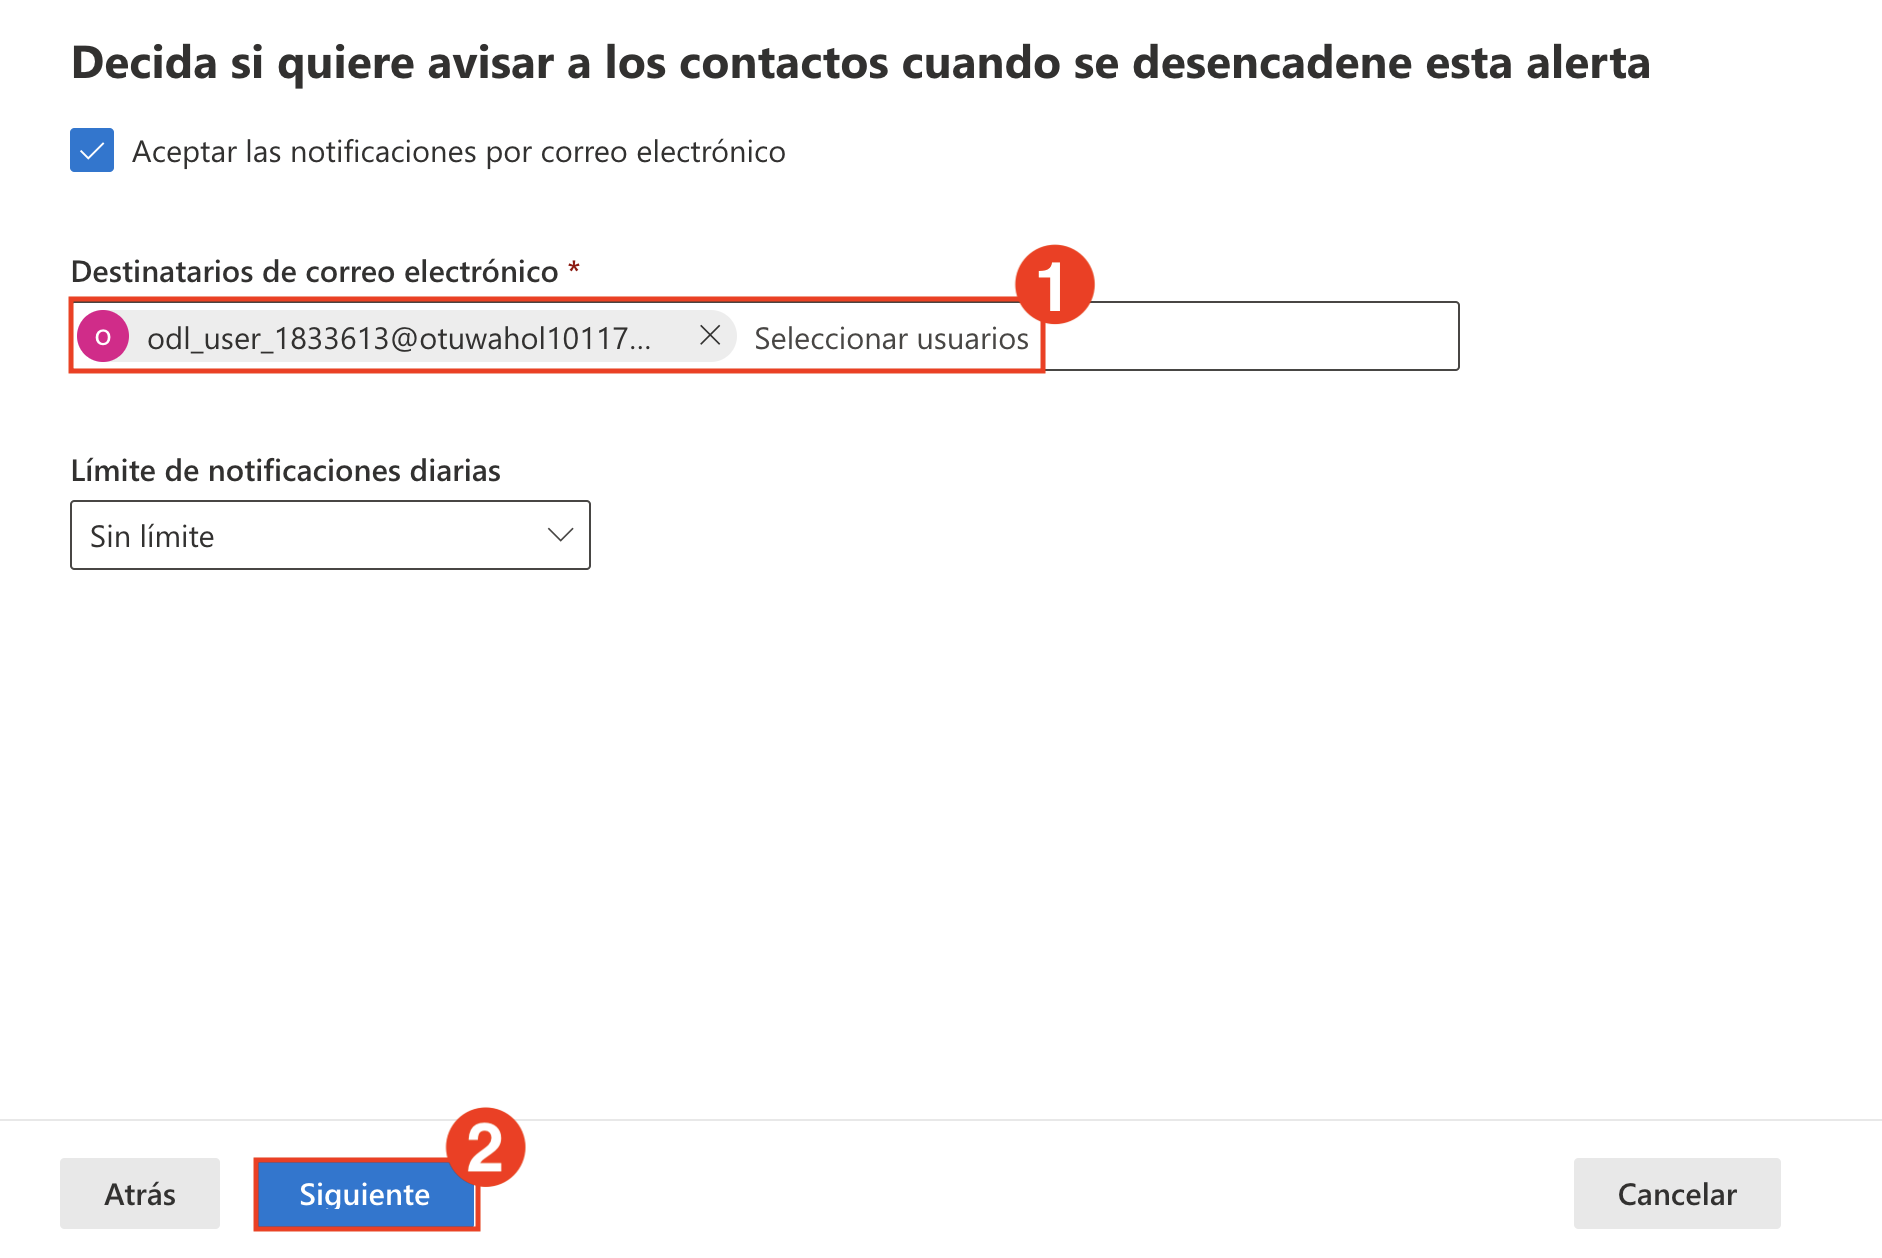 Decida si quiere avisar a los contactos cuando se desencadene esta alerta
Aceptar las notificaciones por correo electrónico
Destinatarios de correo electrónico *
1
o odl_user_1833613@otuwahol10117... Seleccionar usuarios
Límite de notificaciones diarias
Sin límite
2
Atrás Siguiente Cancelar